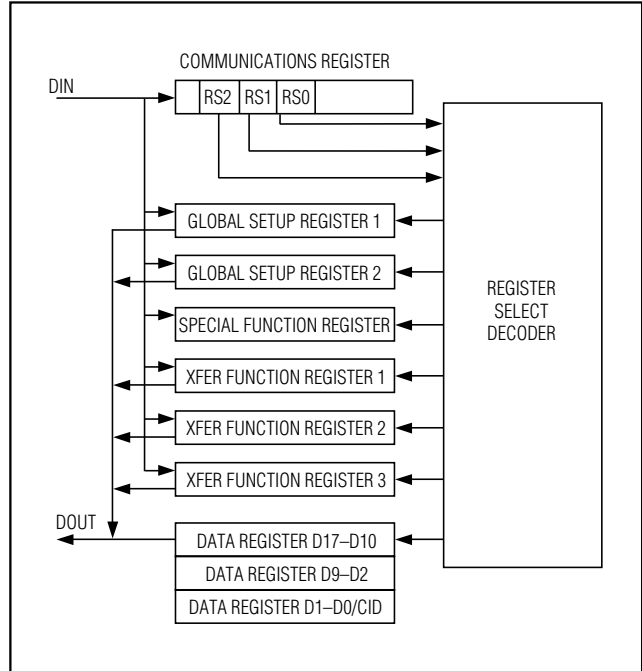 COMMUNICATIONS REGISTER
DIN
RS2 RS1 RS0
GLOBAL SETUP REGISTER 1
GLOBAL SETUP REGISTER 2
SPECIAL FUNCTION REGISTER
XFER FUNCTION REGISTER 1
XFER FUNCTION REGISTER 2
XFER FUNCTION REGISTER 3
REGISTER
SELECT
DECODER
DOUT
DATA REGISTER D17–D10
DATA REGISTER D9–D2
DATA REGISTER D1–D0/CID